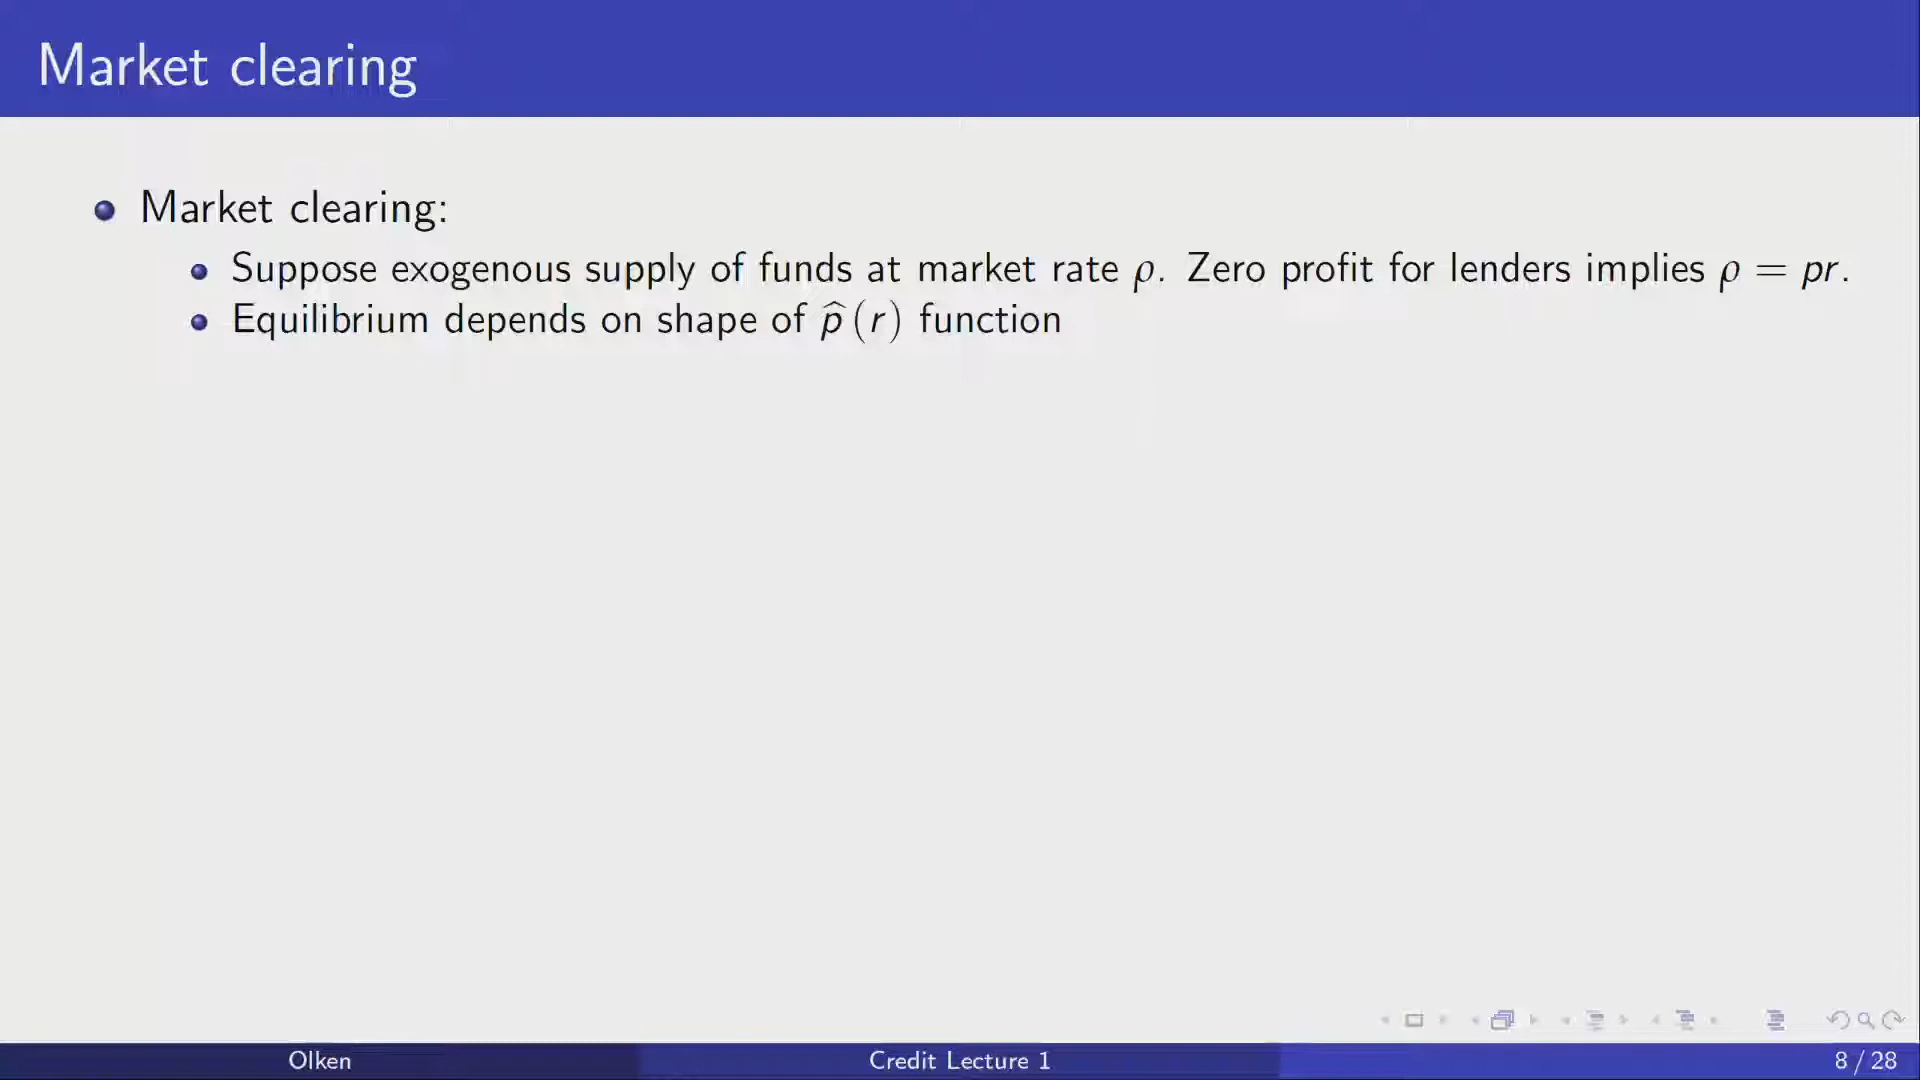 Market clearing
Market clearing:
Suppose exogenous supply of funds at market rate ρ. Zero profit for lenders implies ρ = pr.
Equilibrium depends on shape of p̂ (r) function
Olken
Credit Lecture 1
8 / 28